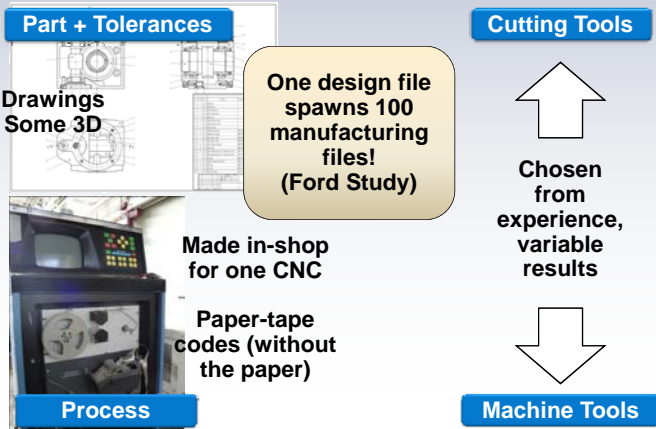 Part + Tolerances
Cutting Tools
Drawings
Some 3D
One design file
spawns 100
manufacturing
files!
(Ford Study)
Chosen
from
experience,
variable
results
Made in-shop
for one CNC
Paper-tape
codes (without
the paper)
Process
Machine Tools